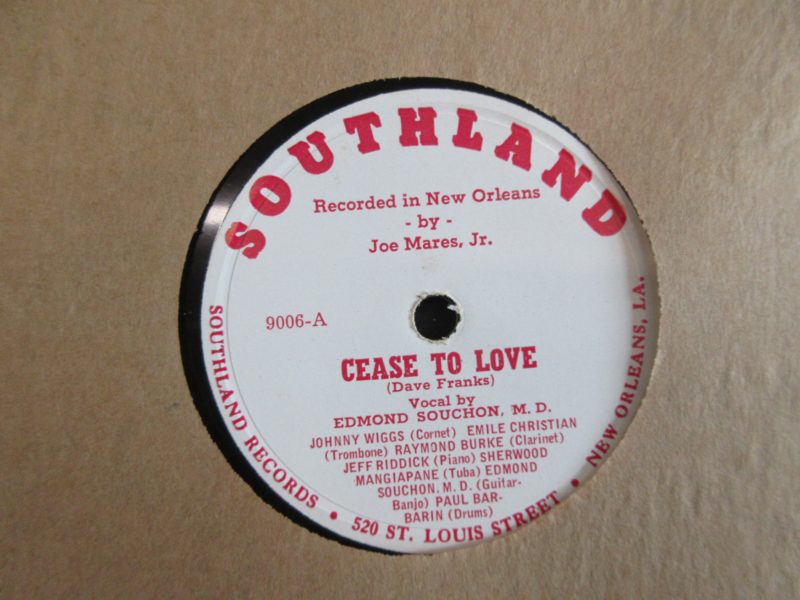 SOUTHLAND
Recorded in New Orleans
- by -
Joe Mares, Jr.
9006-A
CEASE TO LOVE
(Dave Franks)
Vocal by
EDMOND SOUCHON, M. D.
JOHNNY WIGGS (Cornet) EMILE CHRISTIAN
(Trombone) RAYMOND BURKE (Clarinet)
JEFF RIDDICK (Piano) SHERWOOD
MANGIAPANE (Tuba) EDMOND
SOUCHON, M. D. (Guitar-
Banjo) PAUL BAR-
BARIN (Drums)
SOUTHLAND RECORDS • 520 ST. LOUIS STREET • NEW ORLEANS, LA.